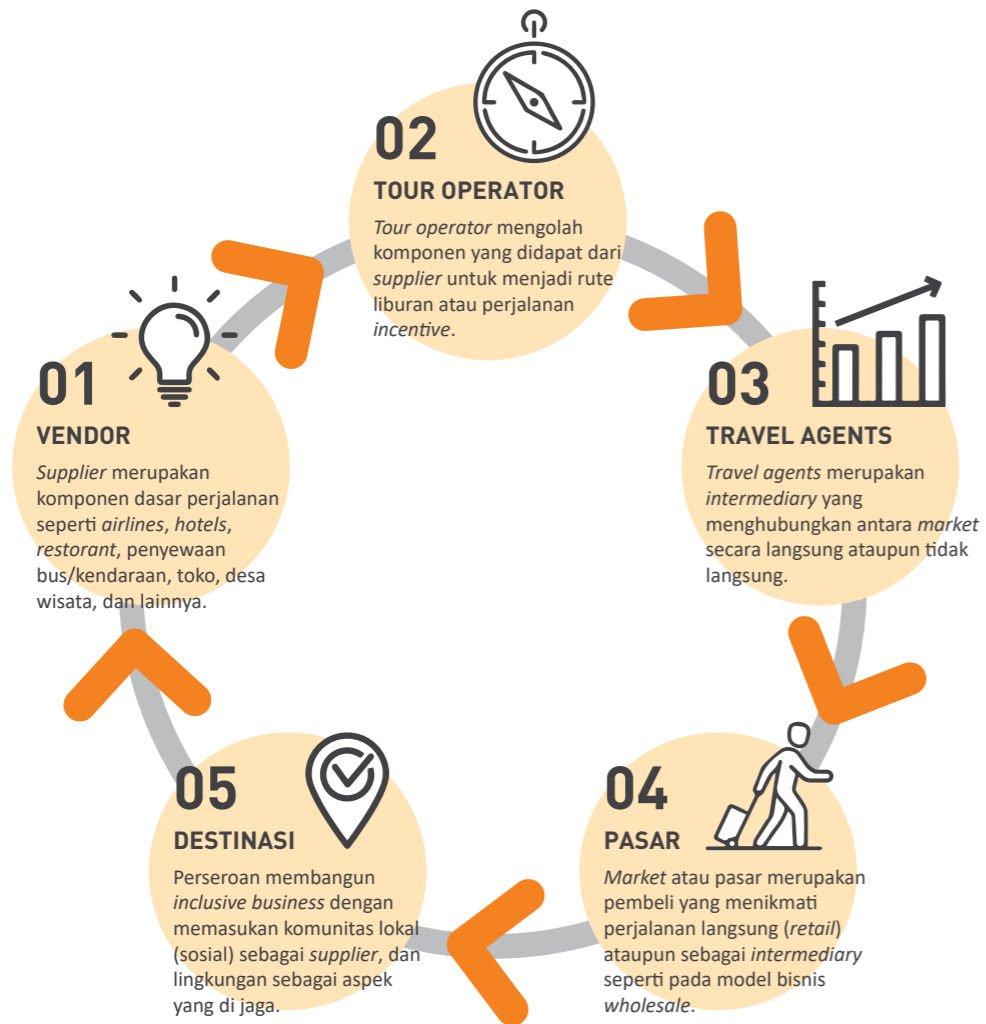 01
VENDOR
Supplier merupakan
komponen dasar perjalanan
seperti airlines, hotels,
restorant, penyewaan
bus/kendaraan, toko, desa
wisata, dan lainnya.
02
TOUR OPERATOR
Tour operator mengolah
komponen yang didapat dari
supplier untuk menjadi rute
liburan atau perjalanan
incentive.
03
TRAVEL AGENTS
Travel agents merupakan
intermediary yang
menghubungkan antara market
secara langsung ataupun tidak
langsung.
04
PASAR
Market atau pasar merupakan
pembeli yang menikmati
perjalanan langsung (retail)
ataupun sebagai intermediary
seperti pada model bisnis
wholesale.
05
DESTINASI
Perseroan membangun
inclusive business dengan
memasukan komunitas lokal
(sosial) sebagai supplier, dan
lingkungan sebagai aspek
yang di jaga.